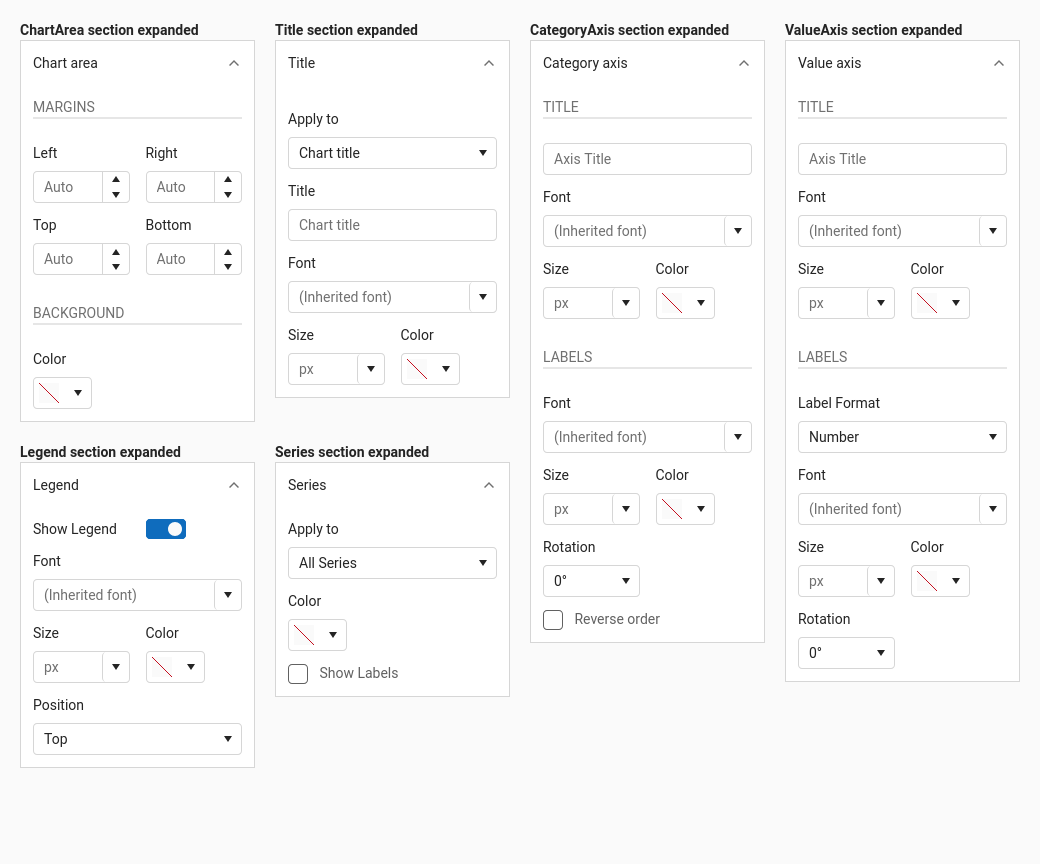 ChartArea section expanded
Chart area
MARGINS
Left Right
Auto Auto
Top Bottom
Auto Auto
BACKGROUND
Color
Title section expanded
Title
Apply to
Chart title
Title
Chart title
Font
(Inherited font)
Size Color
px
CategoryAxis section expanded
Category axis
TITLE
Axis Title
Font
(Inherited font)
Size Color
px
LABELS
Font
(Inherited font)
Size Color
px
Rotation
0°
Reverse order
ValueAxis section expanded
Value axis
TITLE
Axis Title
Font
(Inherited font)
Size Color
px
LABELS
Label Format
Number
Font
(Inherited font)
Size Color
px
Rotation
0°
Legend section expanded
Legend
Show Legend
Font
(Inherited font)
Size Color
px
Position
Top
Series section expanded
Series
Apply to
All Series
Color
Show Labels